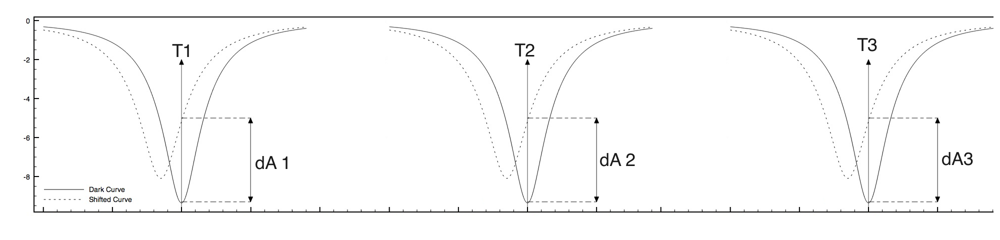 0
-2
-4
-6
-8
T1
T2
T3
dA 1
dA 2
dA3
Dark Curve
Shifted Curve